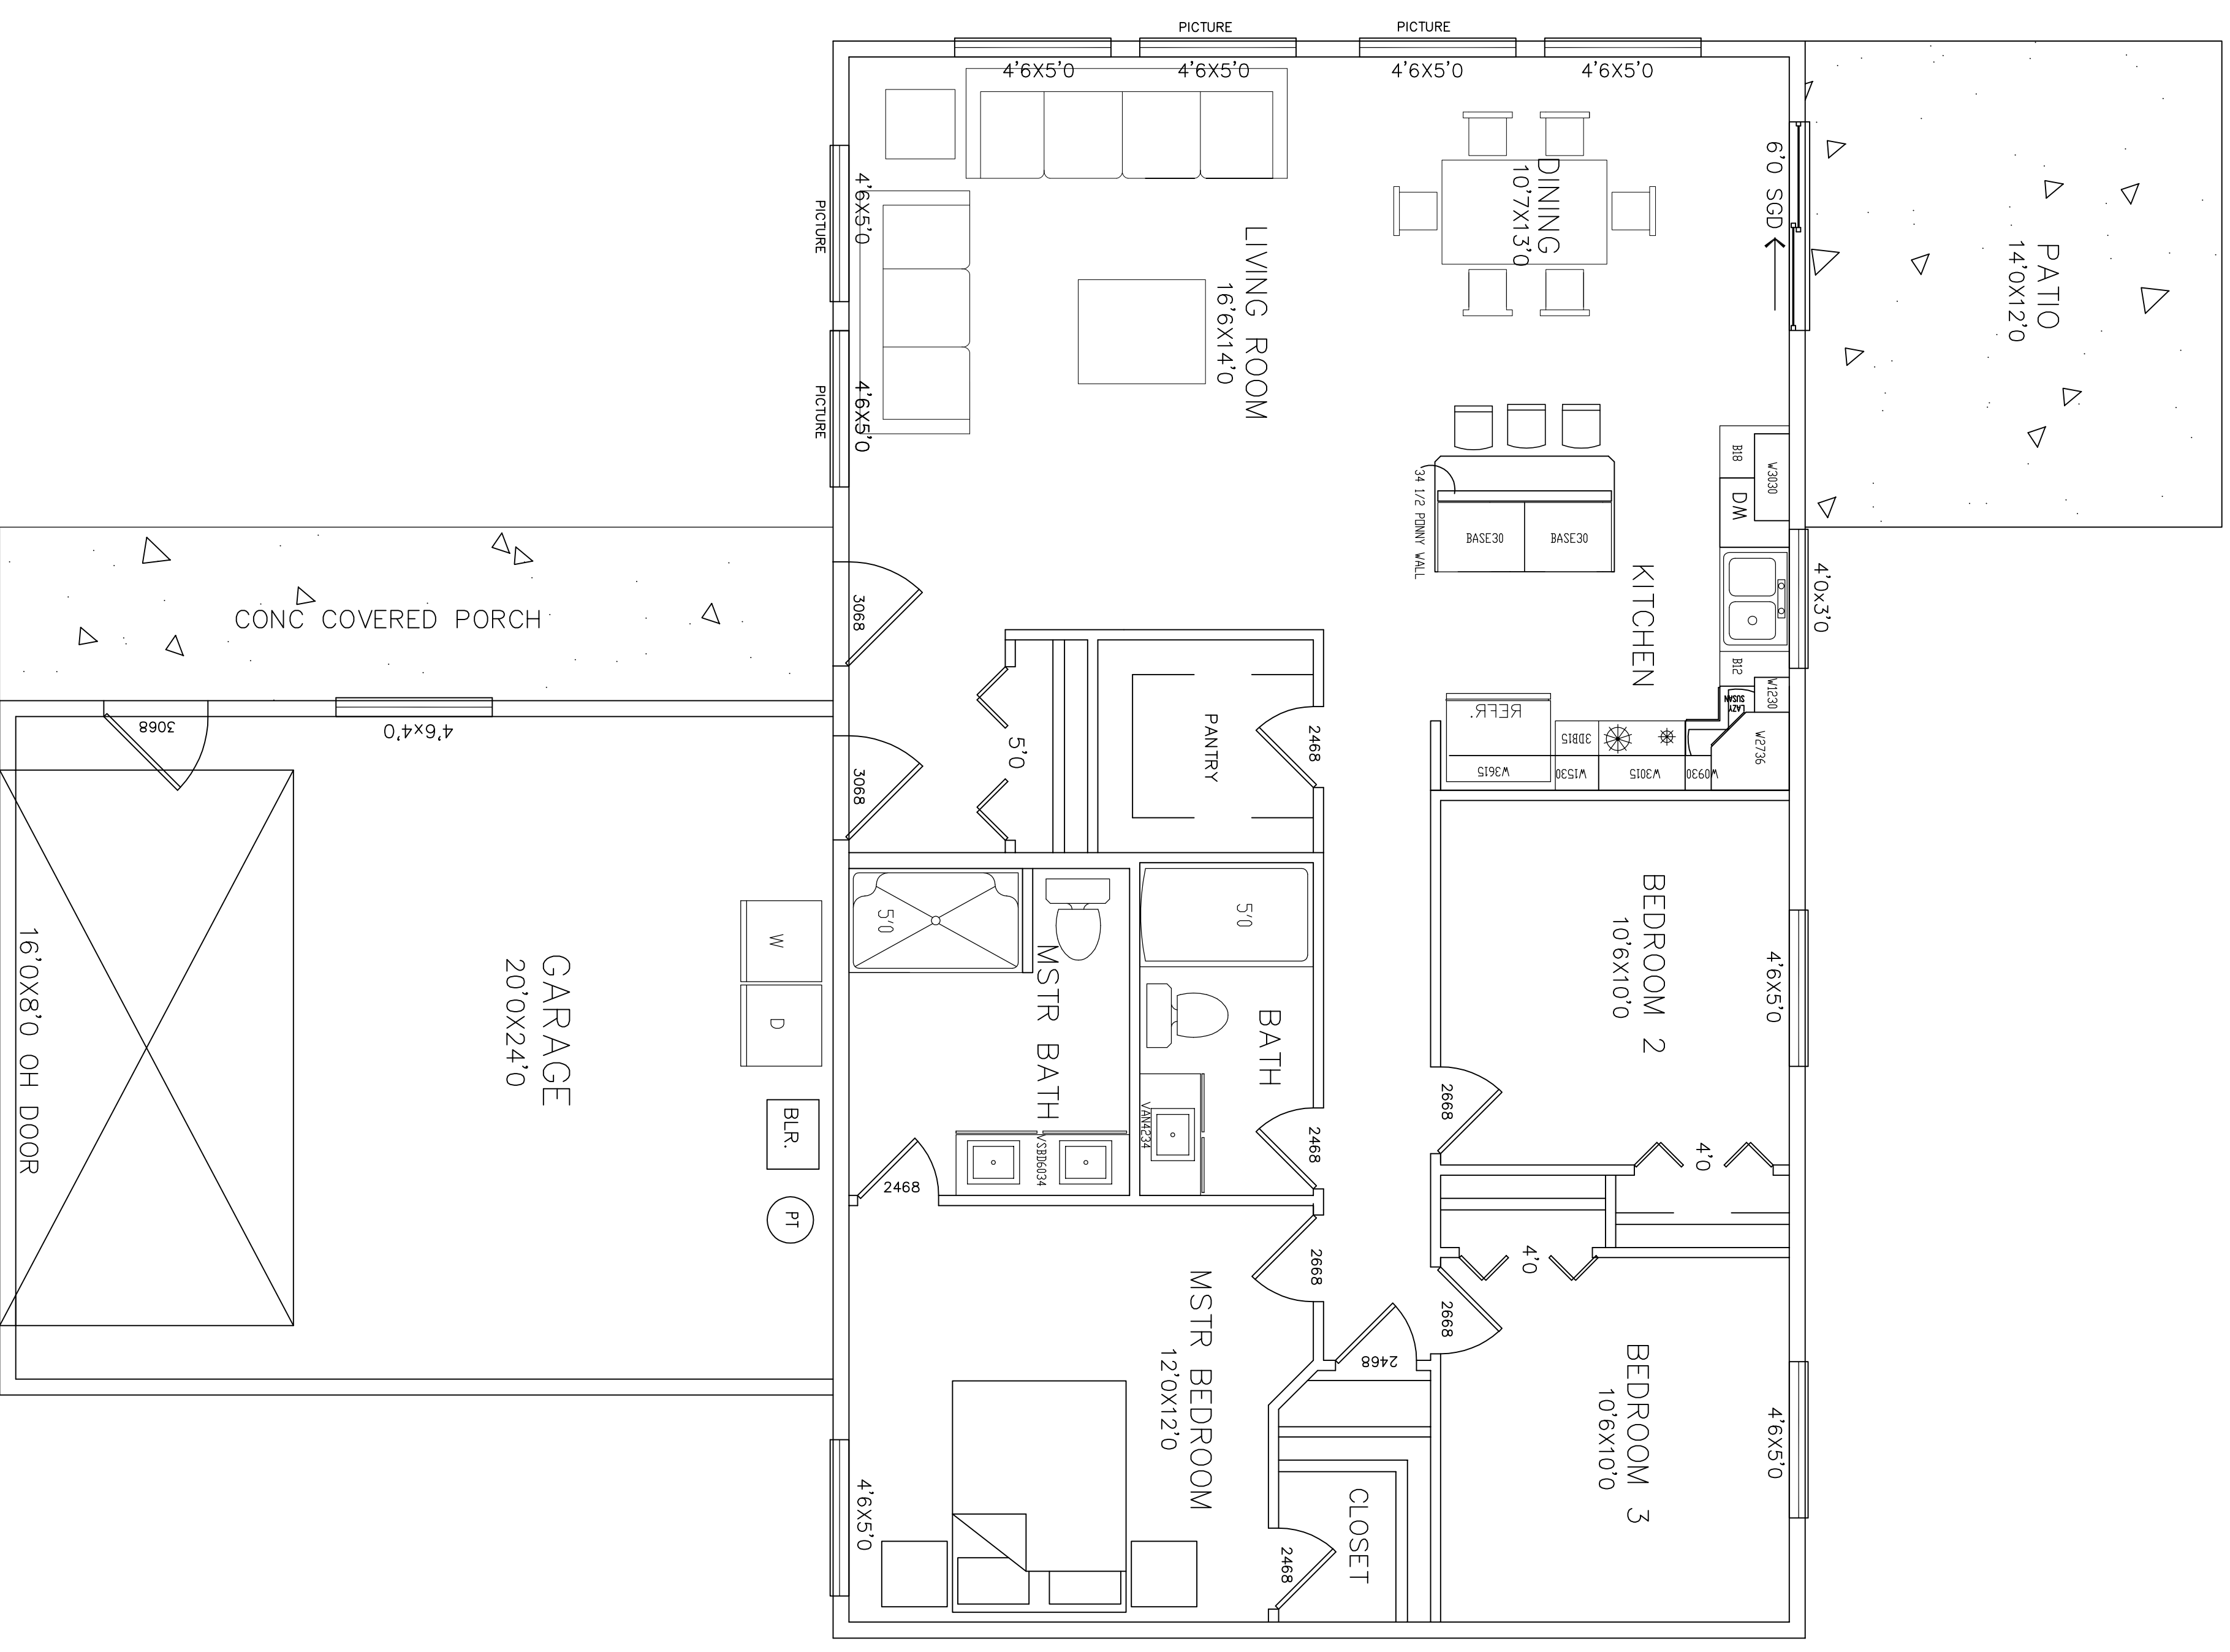 PICTURE
PICTURE
4'6X5'0
4'6X5'0
4'6X5'0
4'6X5'0
6'0 SGD
PATIO
14'0X12'0
DINING
10'7X13'0
LIVING ROOM
16'6X14'0
4'6X5'0
PICTURE
4'6X5'0
PICTURE
B18
W3030
DW
34 1/2 PONNY WALL
BASE30
BASE30
KITCHEN
4'0x3'0
B12
W1230
LAZY
SUSAN
W2736
REFR.
3DB15
W3615
W1530
W3015
W0930
CONC COVERED PORCH
3068
3068
4'6x4'0
3068
5'0
PANTRY
2468
BEDROOM 2
10'6X10'0
4'6X5'0
5'0
5'0
MSTR BATH
BATH
W
D
GARAGE
20'0X24'0
16'0X8'0 OH DOOR
BLR.
PT
VSBD6034
VAN4234
2468
2468
2668
4'0
4'0
2668
2668
2468
MSTR BEDROOM
12'0X12'0
BEDROOM 3
10'6X10'0
4'6X5'0
4'6X5'0
CLOSET
2468